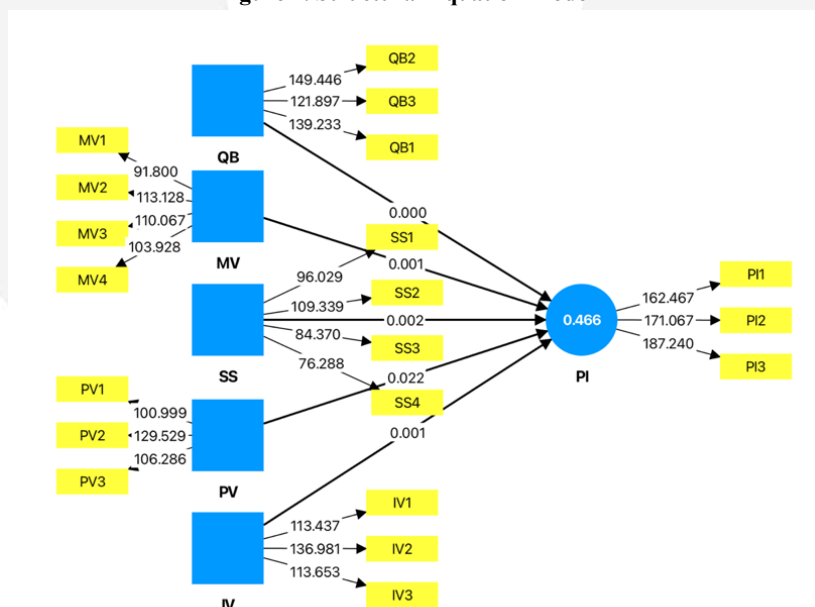 QB2
149.446
121.897
QB3
139.233
QB1
QB
MV1
91.800
MV2
113.128
MV3
110.067
103.928
MV4
MV
0.000
SS1
0.001
96.029
SS2
109.339
0.002
84.370
SS3
76.288
SS
0.022
SS4
0.001
0.466
PI
162.467
PI1
171.067
PI2
187.240
PI3
PV1
100.999
PV2
129.529
106.286
PV3
PV
IV1
113.437
136.981
IV2
113.653
IV3
IV